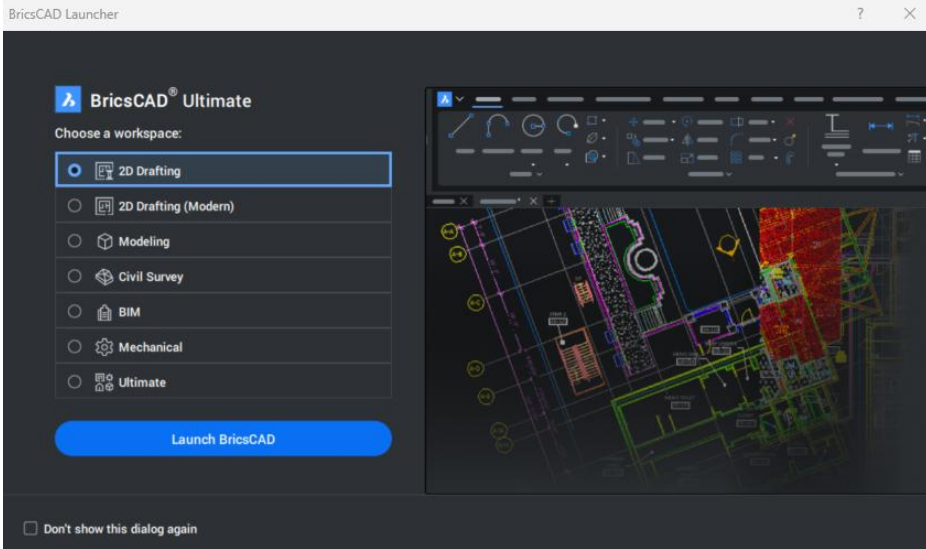 BricsCAD Launcher
BricsCAD® Ultimate
Choose a workspace:
2D Drafting
2D Drafting (Modern)
Modeling
Civil Survey
BIM
Mechanical
Ultimate
Launch BricsCAD
Don't show this dialog again